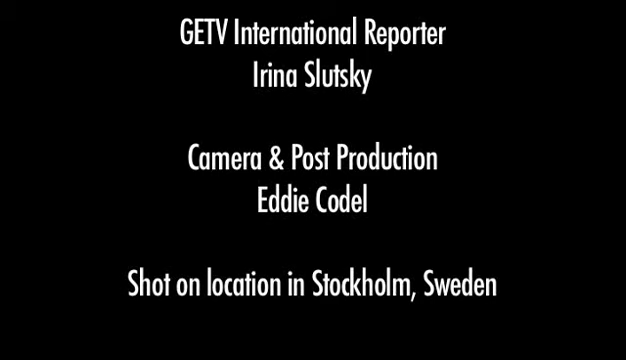 GETV International Reporter
Irina Slutsky
Camera & Post Production
Eddie Codel
Shot on location in Stockholm, Sweden